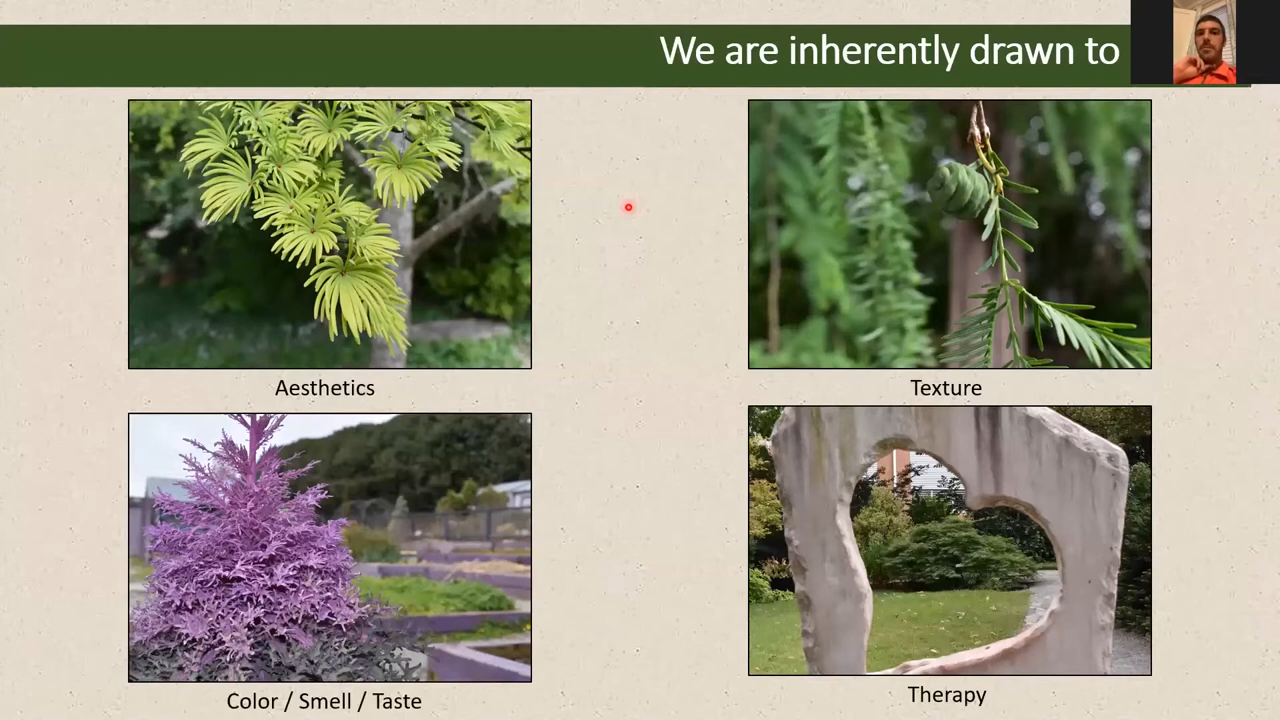 We are inherently drawn to
Aesthetics
Texture
Color / Smell / Taste
Therapy